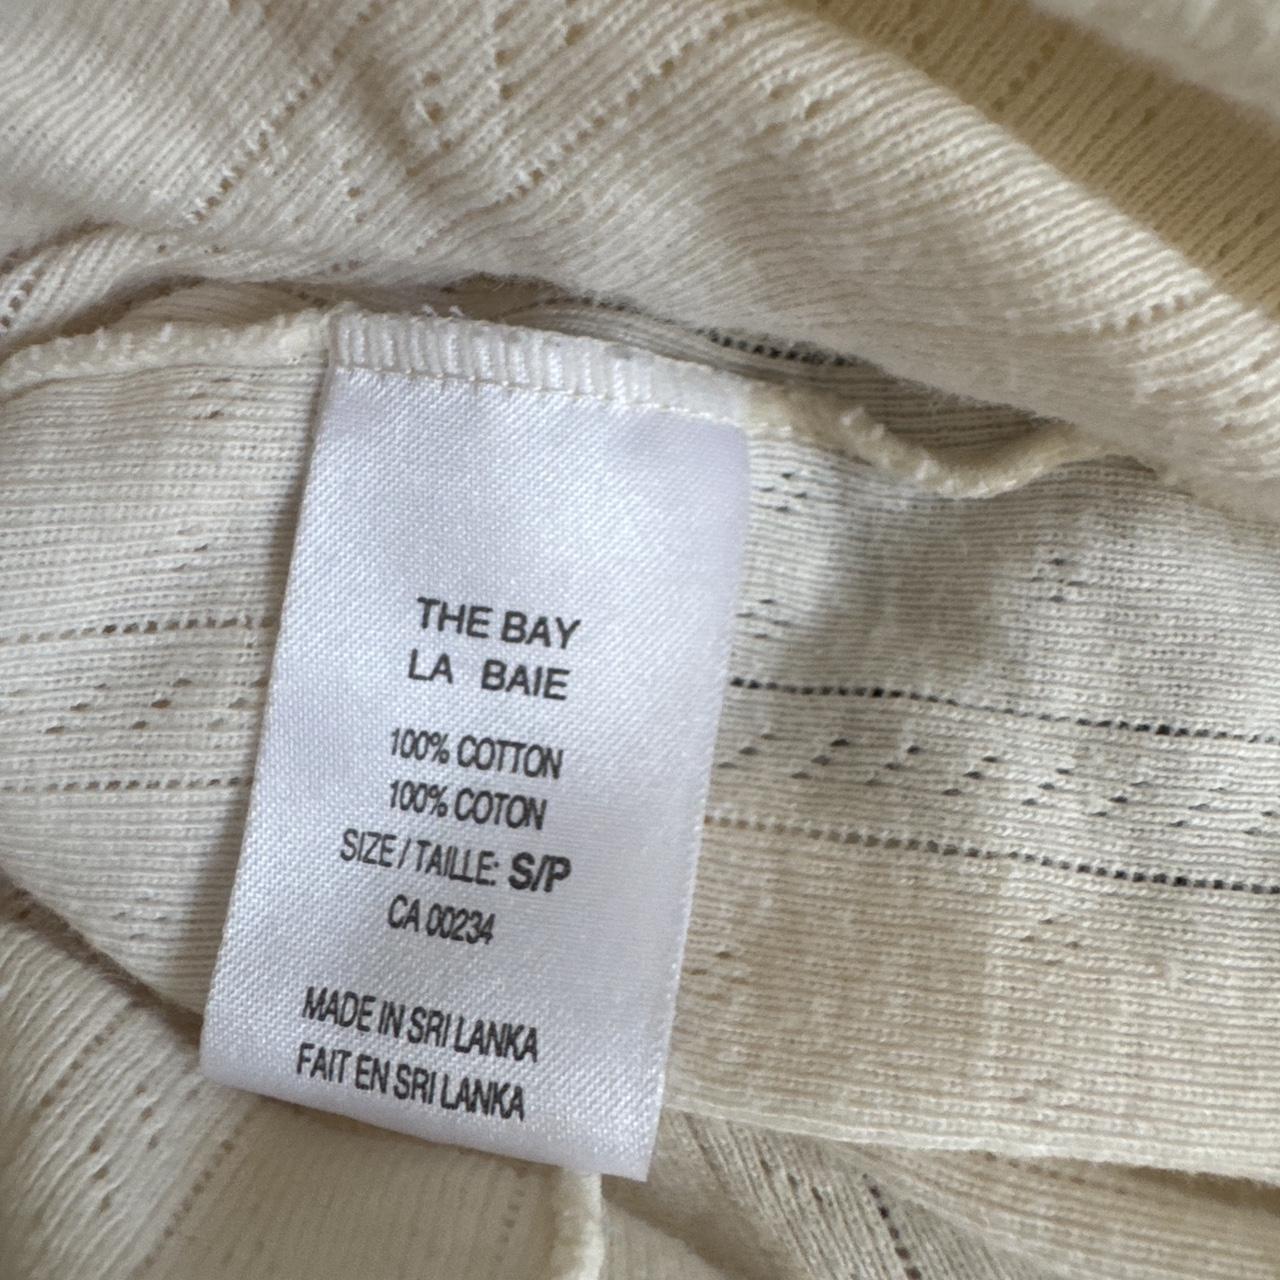 THE BAY
LA BAIE
100% COTTON
100% COTON
SIZE / TAILLE: S/P
CA 00234
MADE IN SRI LANKA
FAIT EN SRI LANKA